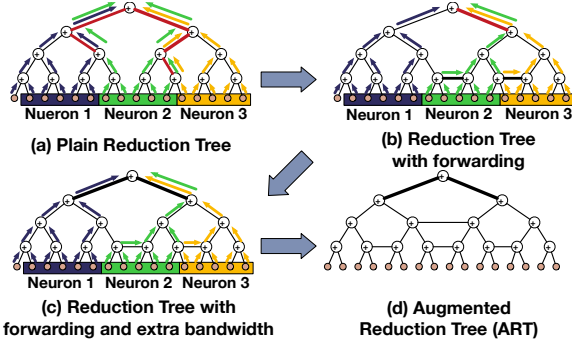 + + + + + + + + + + + + + + +
Nueron 1 Neuron 2 Neuron 3
(a) Plain Reduction Tree
+ + + + + + + + + + + + + + +
Neuron 1 Neuron 2 Neuron 3
(b) Reduction Tree
with forwarding
+ + + + + + + + + + + + + + +
Neuron 1 Neuron 2 Neuron 3
(c) Reduction Tree with
forwarding and extra bandwidth
+ + + + + + + + + + + + + + +
(d) Augmented
Reduction Tree (ART)